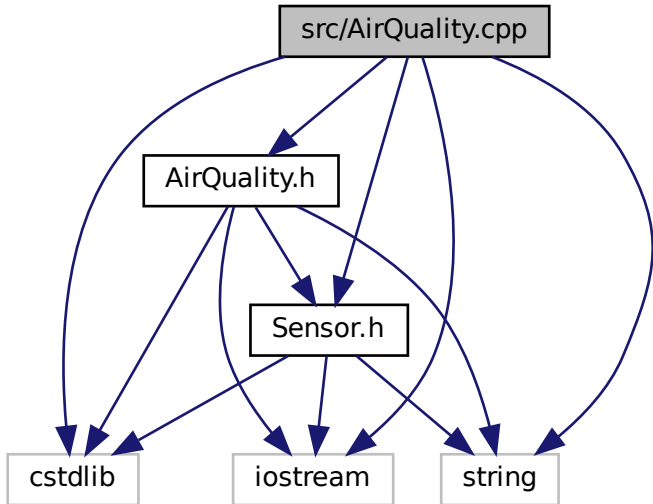 src/AirQuality.cpp
AirQuality.h
Sensor.h
cstdlib
iostream
string